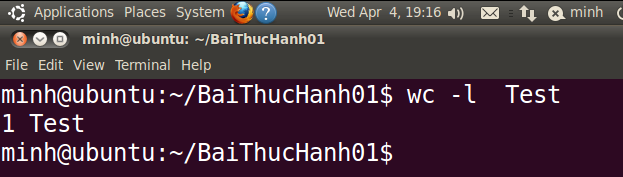 Applications Places System ? Wed Apr 4, 19:16 minh
minh@ubuntu: ~/BaiThucHanh01
File Edit View Terminal Help
minh@ubuntu:~/BaiThucHanh01$ wc -l  Test
1 Test
minh@ubuntu:~/BaiThucHanh01$